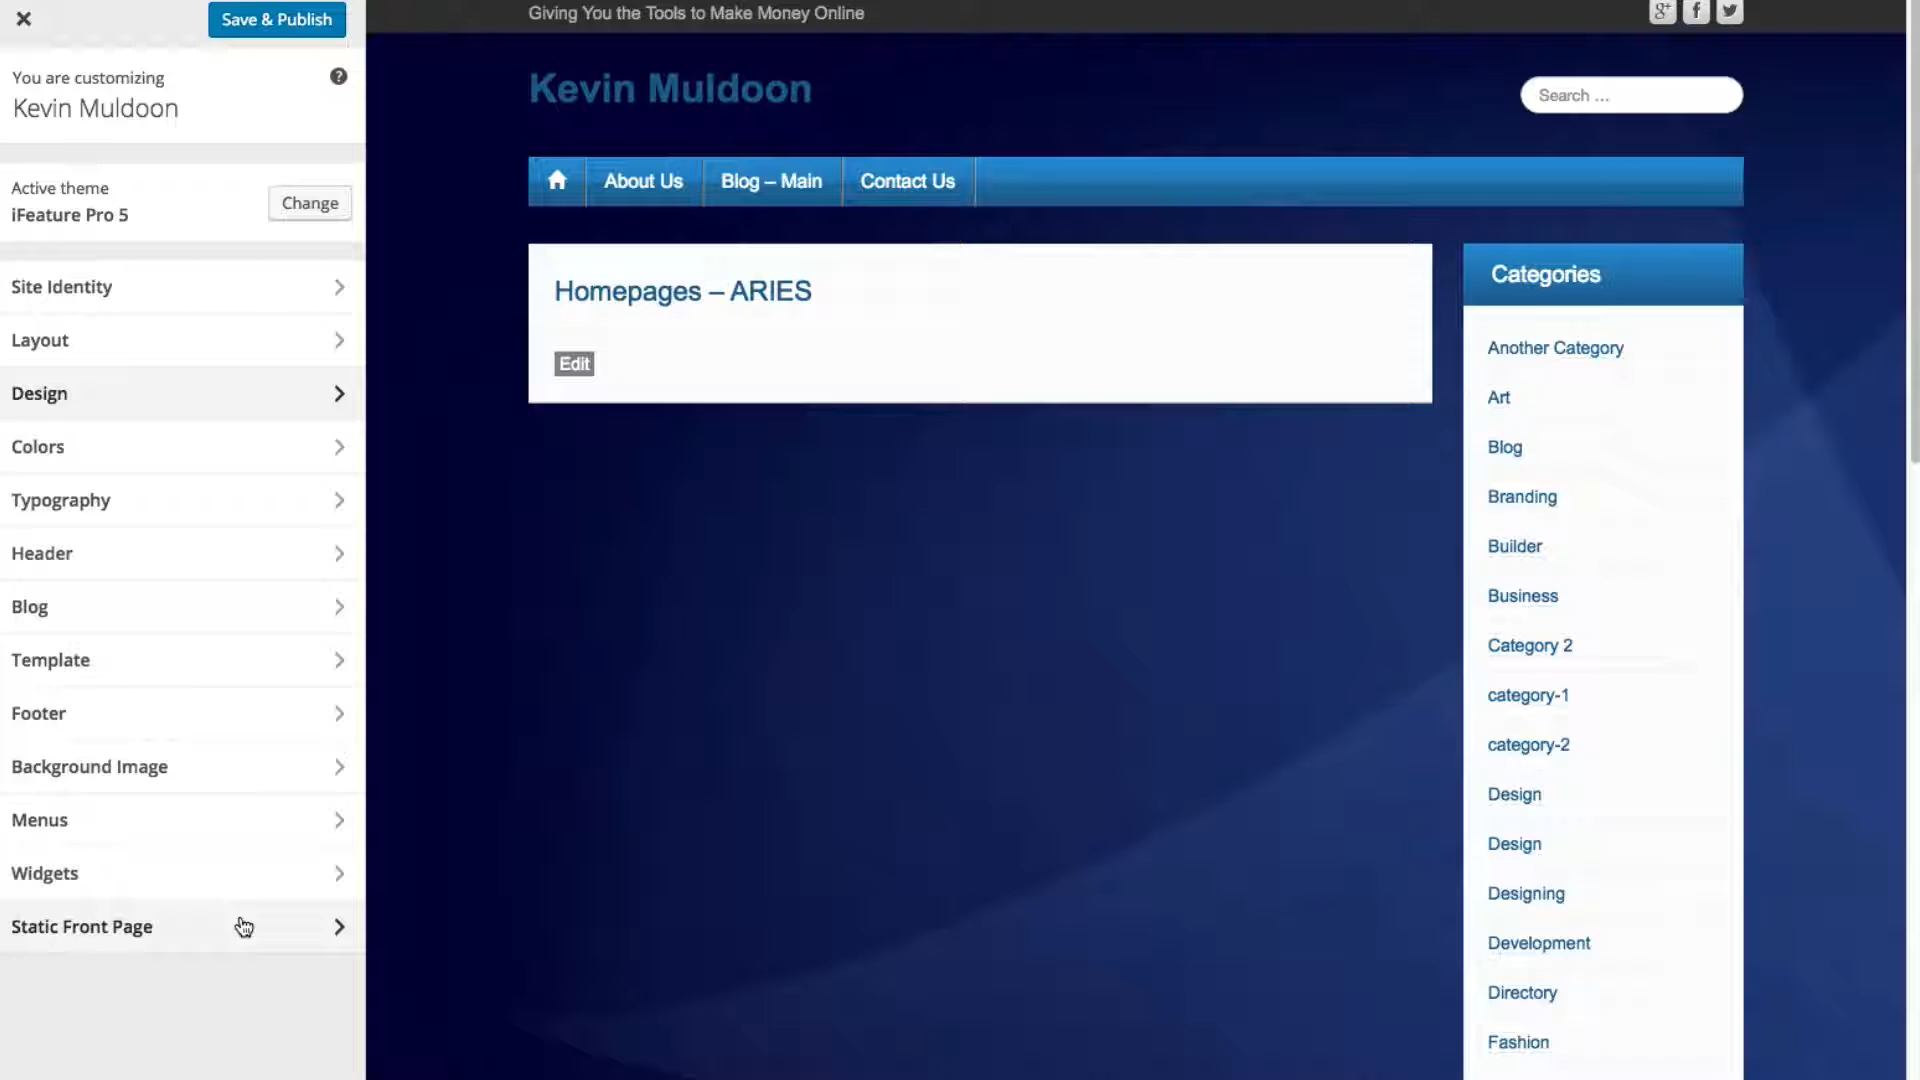 Save & Publish
You are customizing
Kevin Muldoon
Active theme
iFeature Pro 5
Change
Site Identity
Layout
Design
Colors
Typography
Header
Blog
Template
Footer
Background Image
Menus
Widgets
Static Front Page
Giving You the Tools to Make Money Online
g+
f
Kevin Muldoon
Search ...
About Us
Blog – Main
Contact Us
Homepages – ARIES
Edit
Categories
Another Category
Art
Blog
Branding
Builder
Business
Category 2
category-1
category-2
Design
Design
Designing
Development
Directory
Fashion